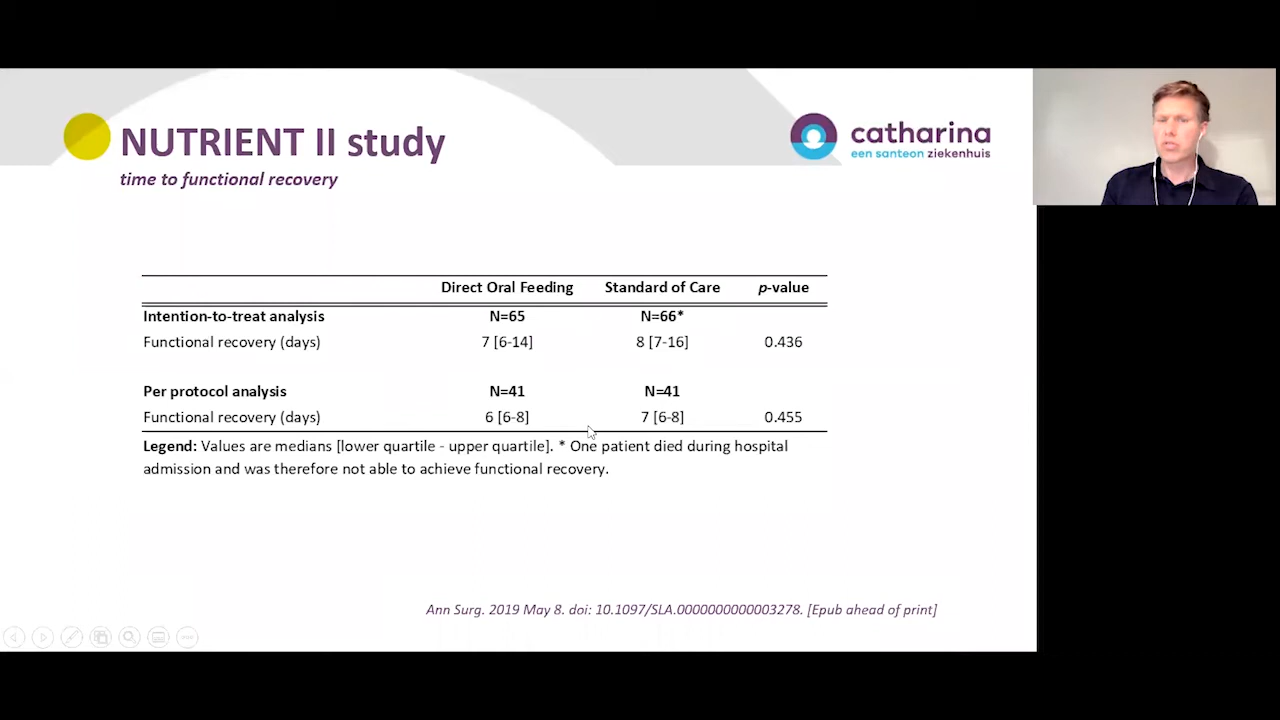 NUTRIENT II study
time to functional recovery
catharina
een santeon ziekenhuis
Direct Oral Feeding Standard of Care p-value
Intention-to-treat analysis N=65 N=66*
Functional recovery (days) 7 [6-14] 8 [7-16] 0.436
Per protocol analysis N=41 N=41
Functional recovery (days) 6 [6-8] 7 [6-8] 0.455
Legend: Values are medians [lower quartile - upper quartile]. * One patient died during hospital
admission and was therefore not able to achieve functional recovery.
Ann Surg. 2019 May 8. doi: 10.1097/SLA.0000000000003278. [Epub ahead of print]